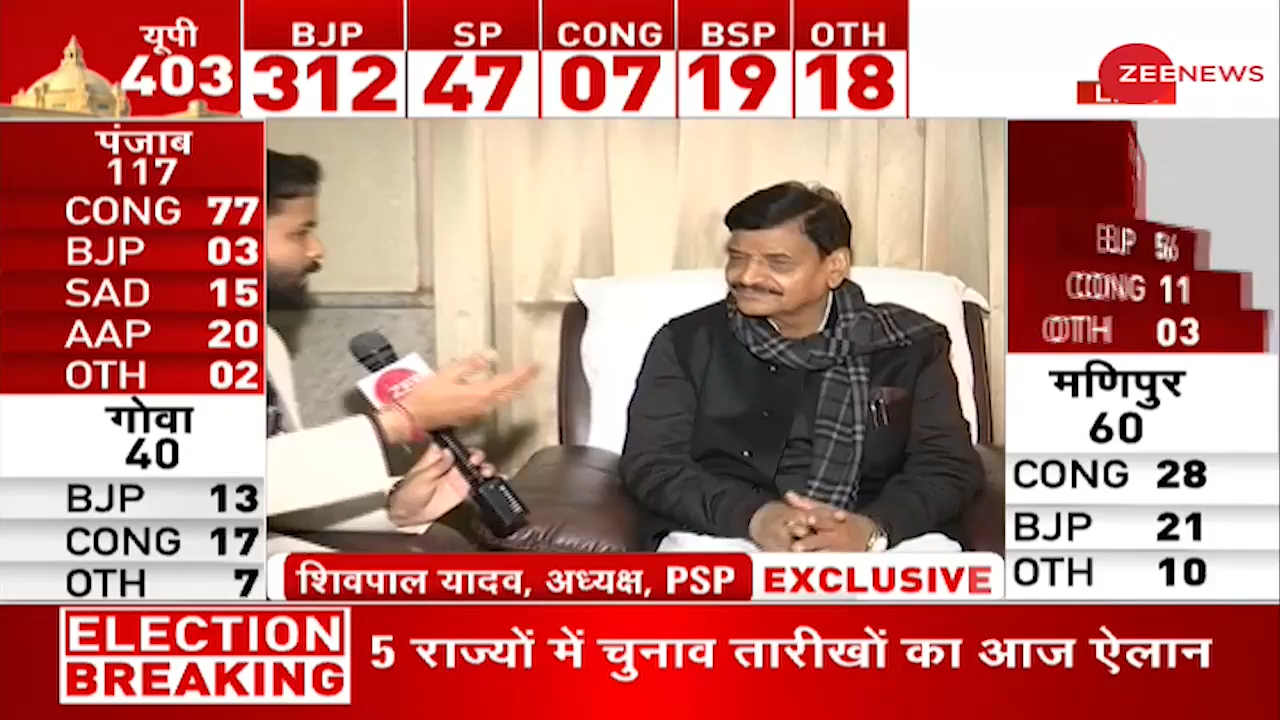 यूपी
403
BJP
312
SP
47
CONG
07
BSP
19
OTH
18
ZEENEWS
पंजाब
117
CONG 77
BJP 03
SAD 15
AAP 20
OTH 02
गोवा
40
BJP 13
CONG 17
OTH 7
ZEE
BJP 56
CONG 11
OTH 03
मणिपुर
60
CONG 28
BJP 21
OTH 10
शिवपाल यादव, अध्यक्ष, PSP
EXCLUSIVE
ELECTION
BREAKING
5 राज्यों में चुनाव तारीखों का आज ऐलान